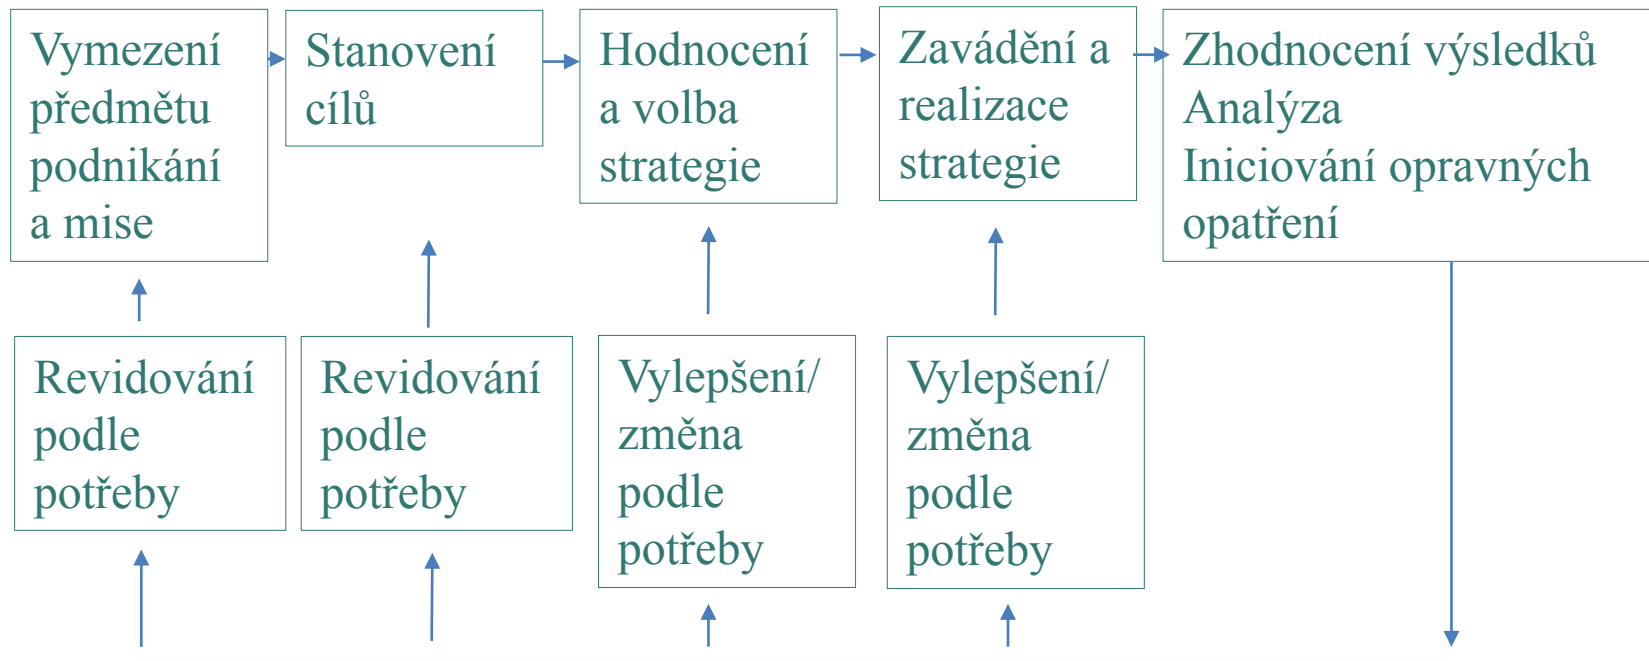 Vymezení
předmětu
podnikání
a mise
Stanovení
cílů
Hodnocení
a volba
strategie
Zavádění a
realizace
strategie
Zhodnocení výsledků
Analýza
Iniciování opravných
opatření
Revidování
podle
potřeby
Revidování
podle
potřeby
Vylepšení/
změna
podle
potřeby
Vylepšení/
změna
podle
potřeby